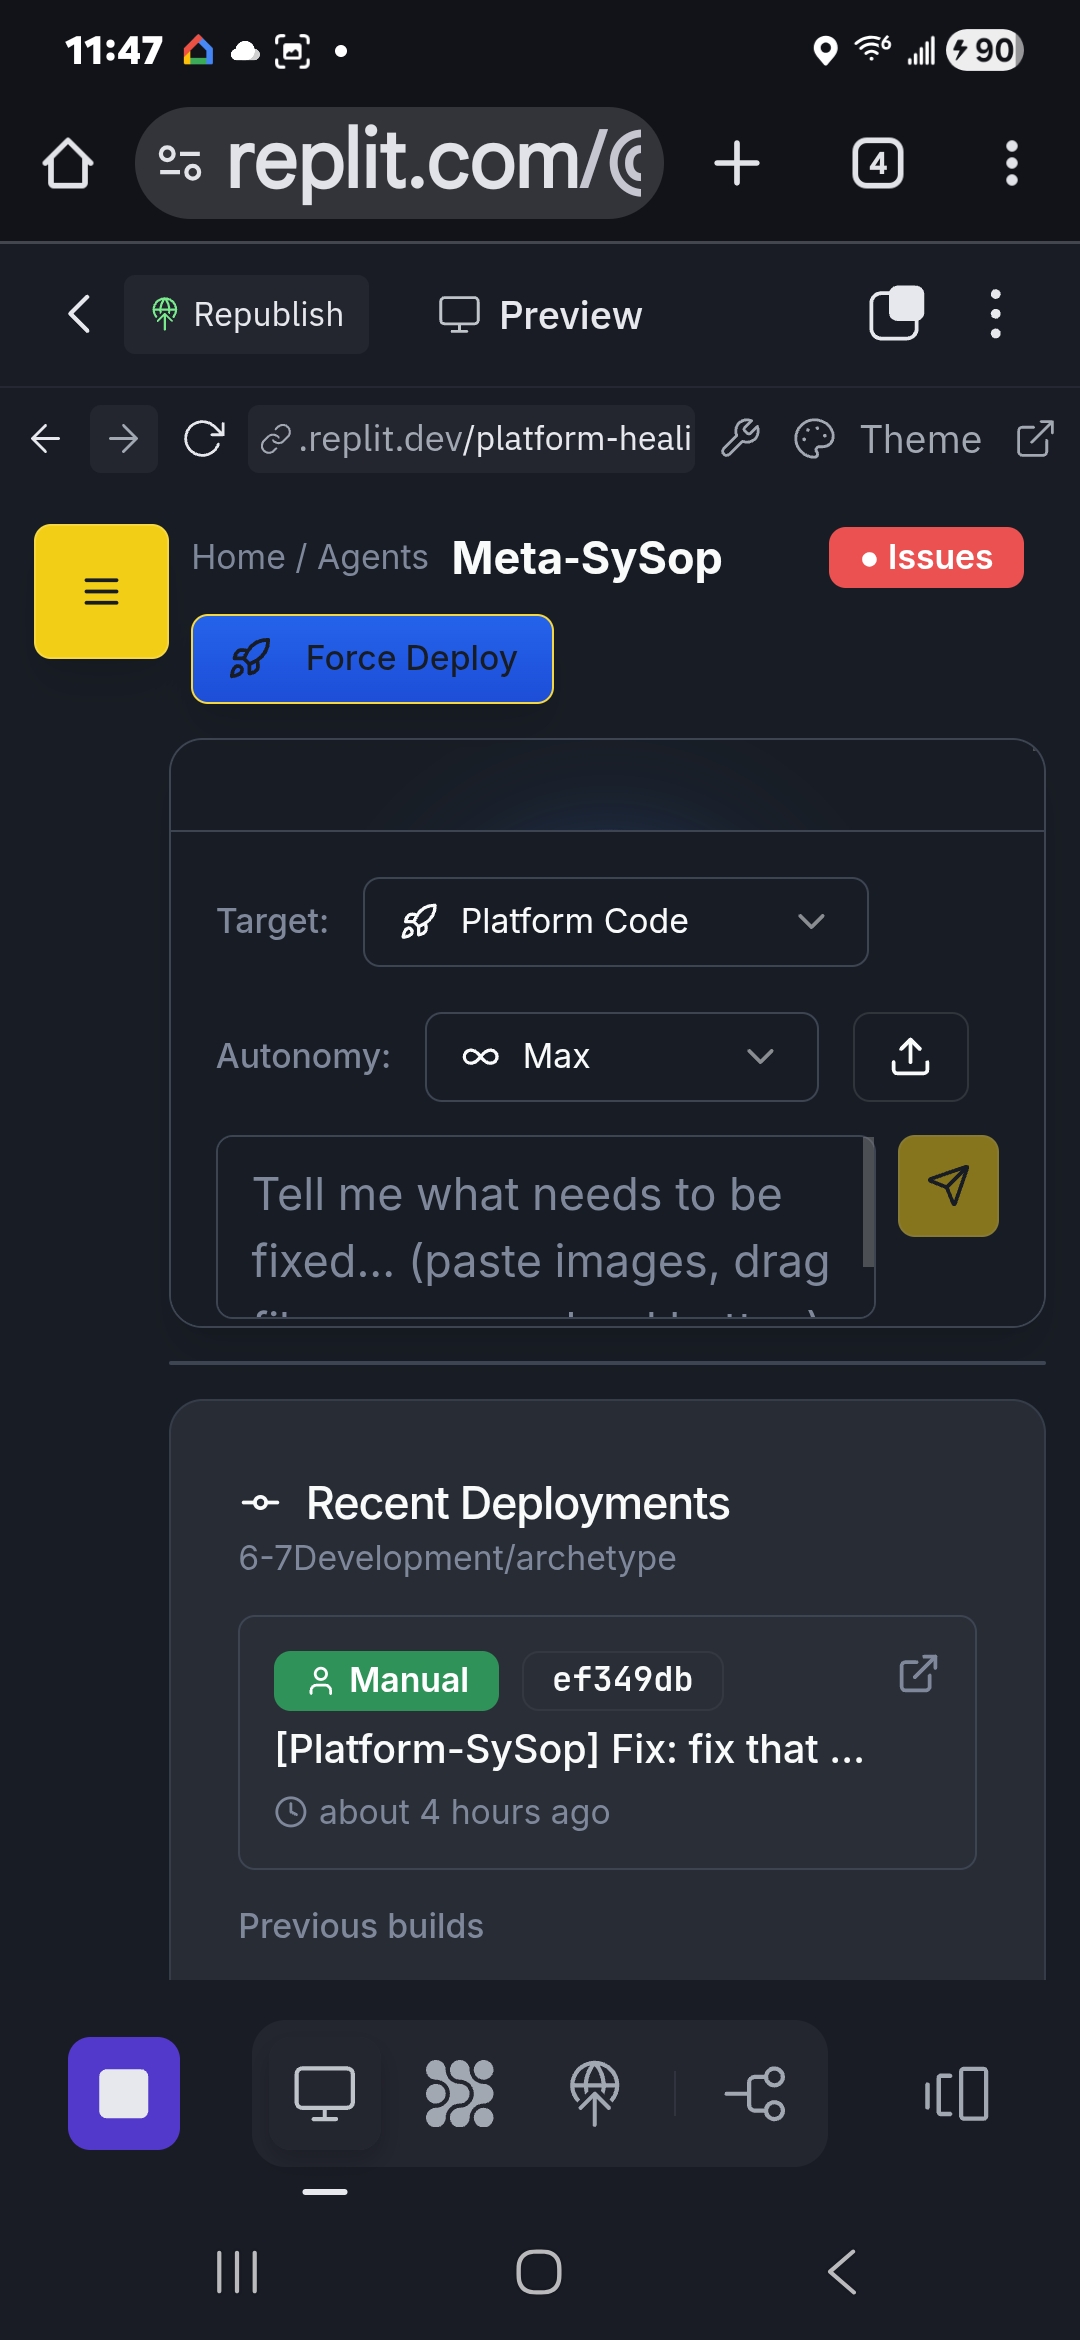 11:47
6
90
replit.com/
4
Republish
Preview
.replit.dev/platform-heali
Theme
Home / Agents Meta-SySop
Issues
Force Deploy
Target:
Platform Code
Autonomy:
Max
Tell me what needs to be
fixed... (paste images, drag
Recent Deployments
6-7Development/archetype
Manual
ef349db
[Platform-SySop] Fix: fix that ...
about 4 hours ago
Previous builds